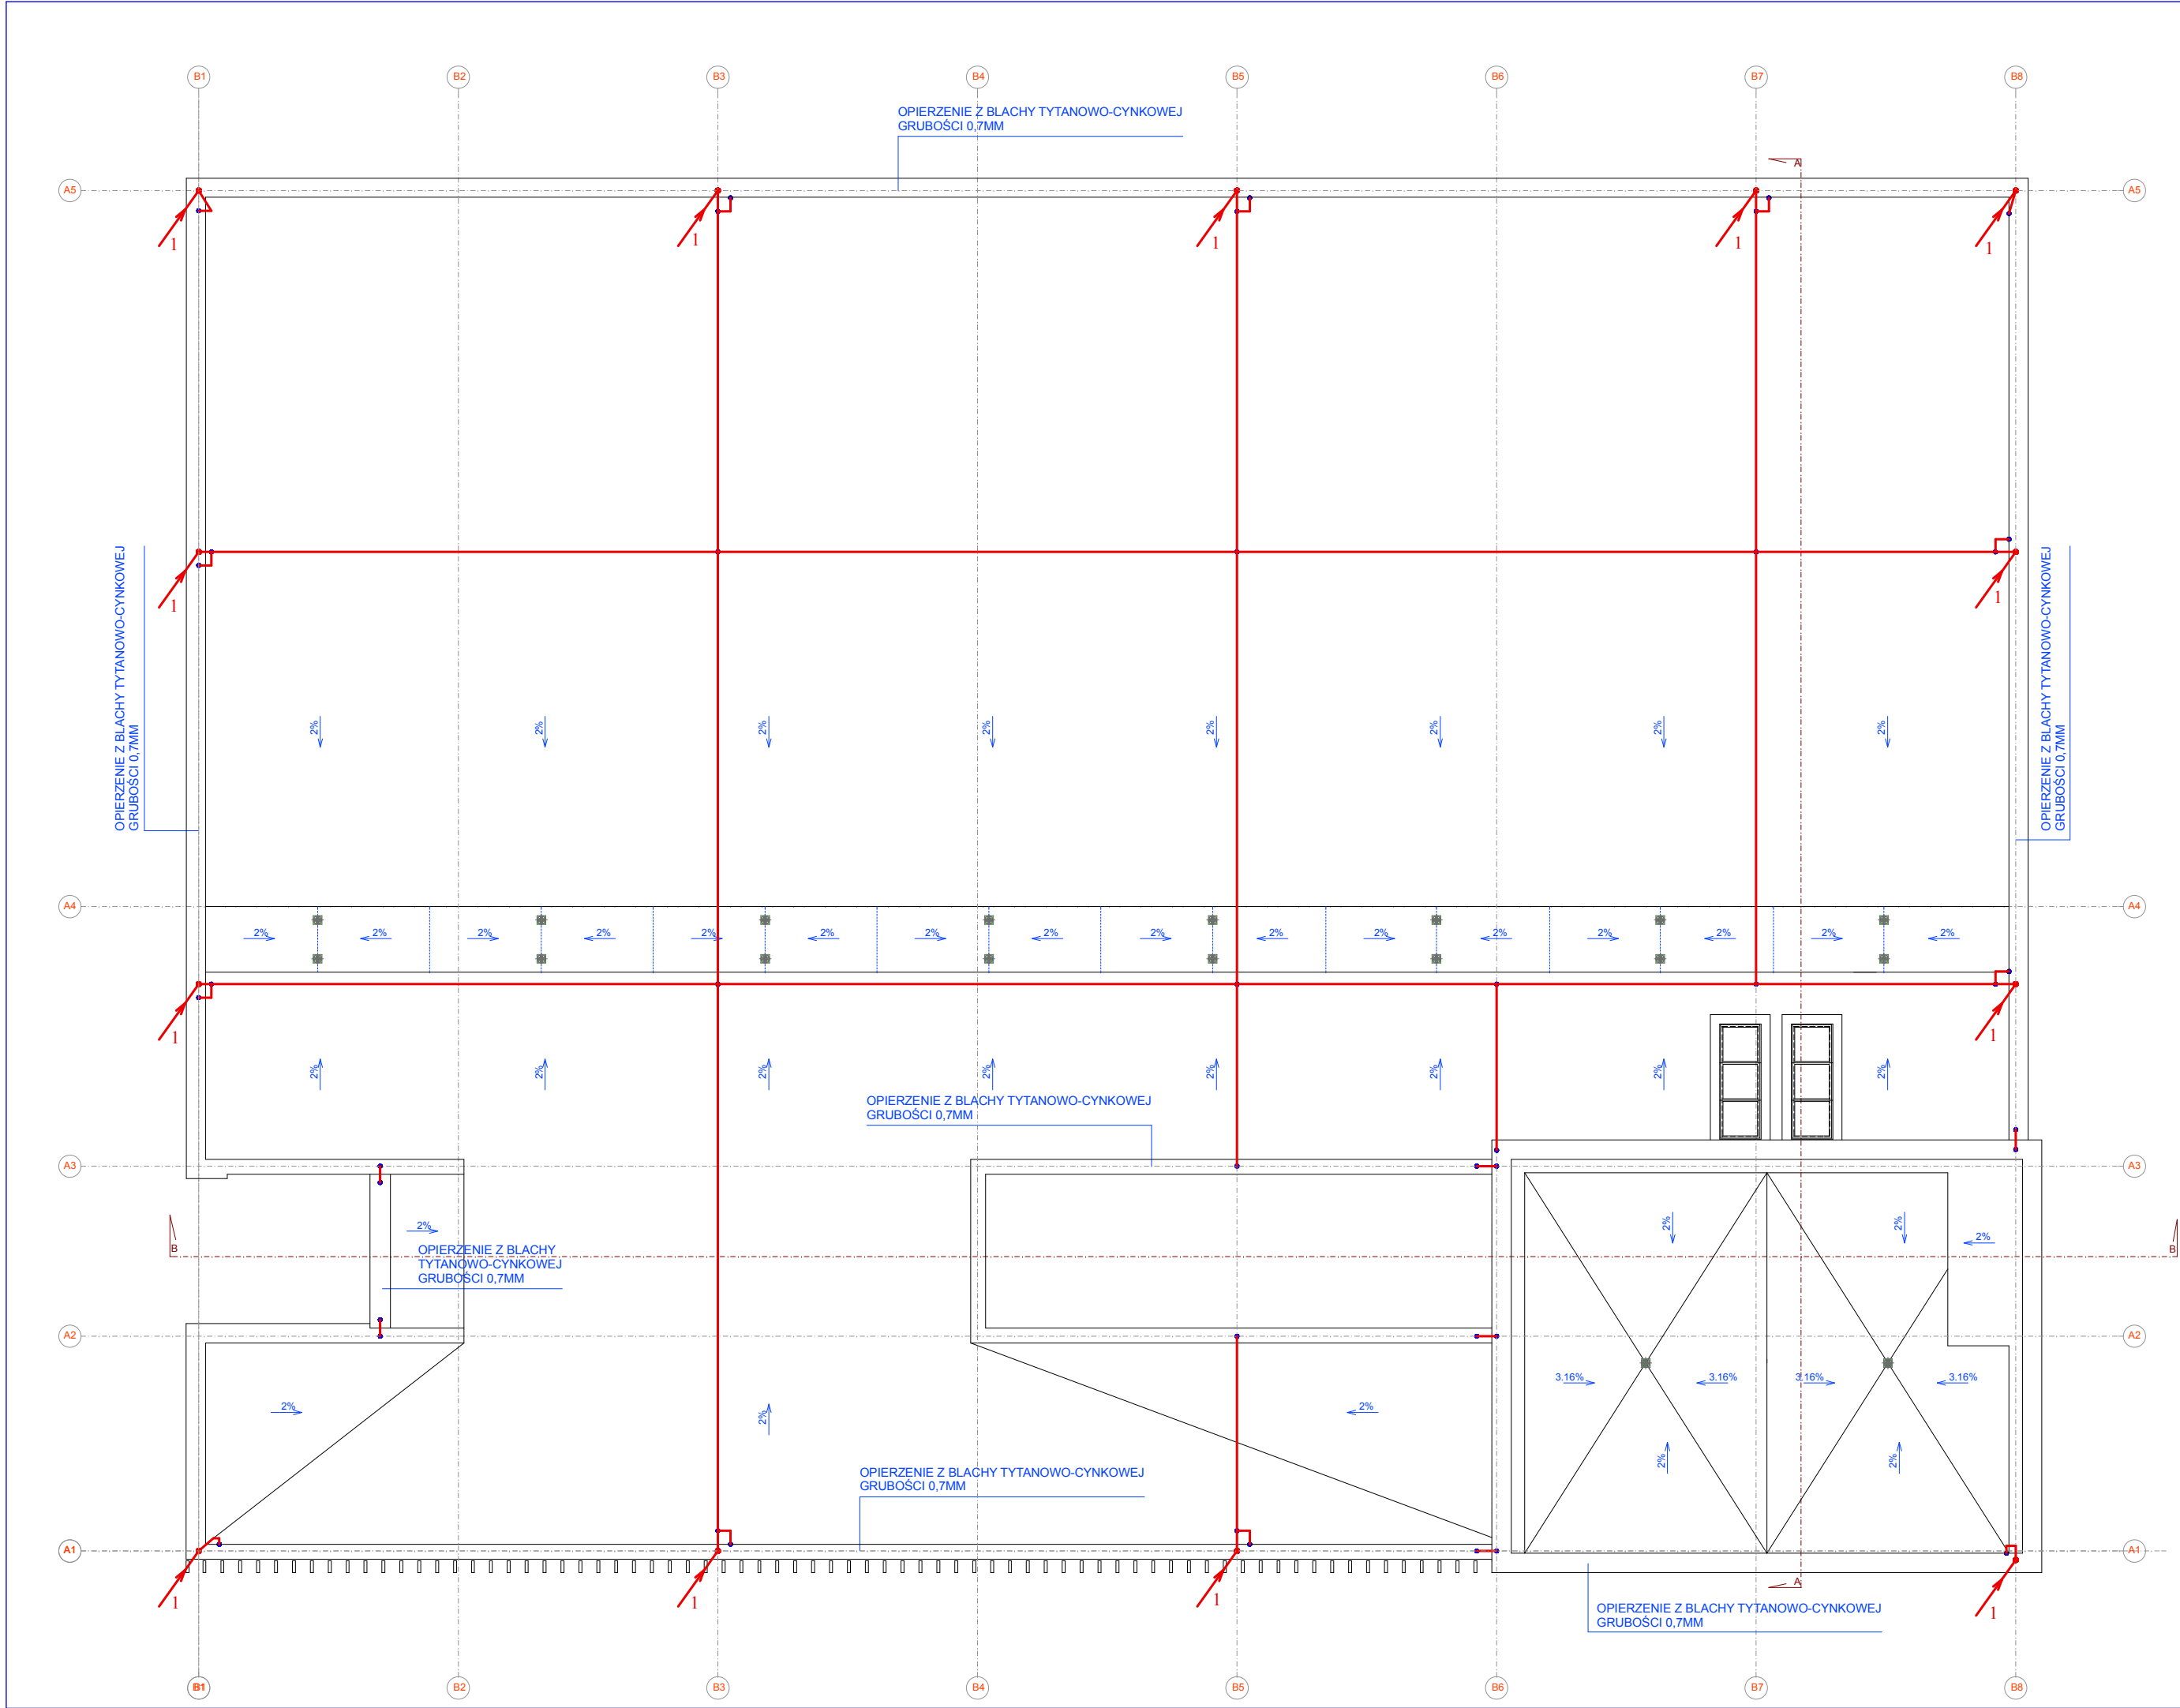 B1 B2 B3 B4 B5 B6 B7 B8
OPIERZENIE Z BLACHY TYTANOWO-CYNKOWEJ
GRUBOŚCI 0,7MM
A
A5 A5
1 1 1 1 1
OPIERZENIE Z BLACHY TYTANOWO-CYNKOWEJ
GRUBOŚCI 0,7MM
OPIERZENIE Z BLACHY TYTANOWO-CYNKOWEJ
GRUBOŚCI 0,7MM
1 1
2% 2% 2% 2% 2% 2% 2% 2%
A4 A4
2% 2% 2% 2% 2% 2% 2% 2% 2% 2% 2% 2% 2% 2% 2% 2%
1 1
2% 2% 2% 2% 2% 2% 2% 2%
OPIERZENIE Z BLACHY TYTANOWO-CYNKOWEJ
GRUBOŚCI 0,7MM
A3 A3
2% 2% 2% 2%
B B
OPIERZENIE Z BLACHY
TYTANOWO-CYNKOWEJ
GRUBOŚCI 0,7MM
A2 A2
3.16% 3.16% 3.16% 3.16%
2% 2% 2%
2% 2%
OPIERZENIE Z BLACHY TYTANOWO-CYNKOWEJ
GRUBOŚCI 0,7MM
A1 A1
A
1 1 1 1
OPIERZENIE Z BLACHY TYTANOWO-CYNKOWEJ
GRUBOŚCI 0,7MM
B1 B2 B3 B4 B5 B6 B7 B8